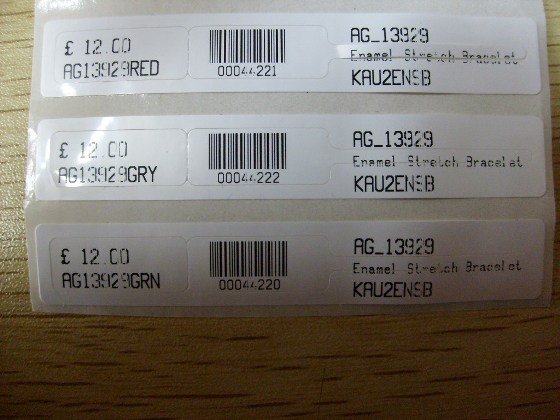 £ 12.00
AG13929RED
00044221
AG_13929
Enamel Stretch Bracelet
KAU2ENSB
£ 12.00
AG13929GRY
00044222
AG_13929
Enamel Stretch Bracelet
KAU2ENSB
£ 12.00
AG13929GRN
00044220
AG_13929
Enamel Stretch Bracelet
KAU2ENSB